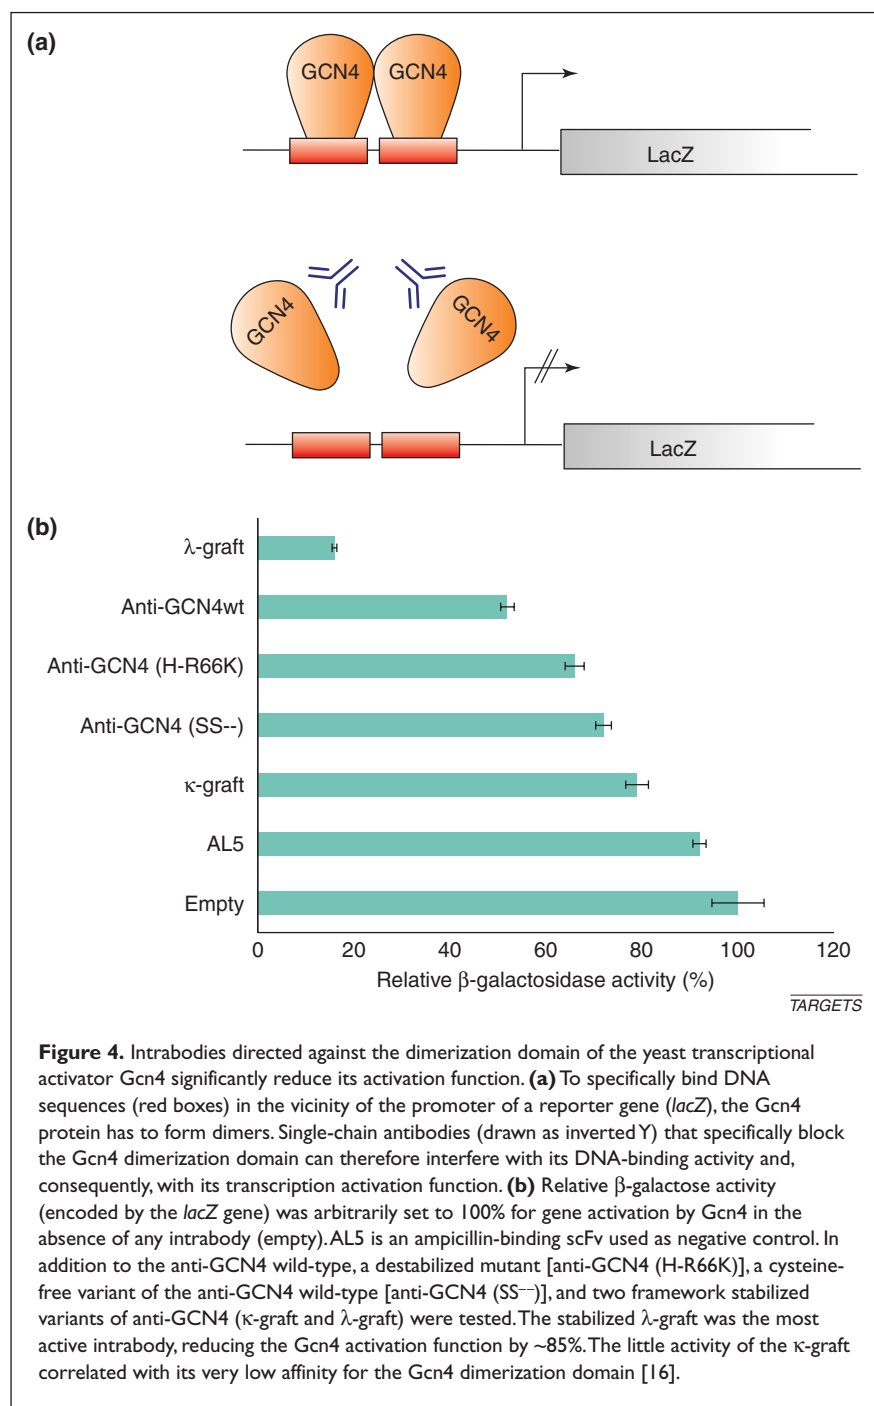 (a)
GCN4 GCN4
LacZ
GCN4 GCN4
LacZ
(b)
λ-graft
Anti-GCN4wt
Anti-GCN4 (H-R66K)
Anti-GCN4 (SS--)
κ-graft
AL5
Empty
0 20 40 60 80 100 120
Relative β-galactosidase activity (%)
TARGETS
Figure 4. Intrabodies directed against the dimerization domain of the yeast transcriptional
activator Gcn4 significantly reduce its activation function. (a) To specifically bind DNA
sequences (red boxes) in the vicinity of the promoter of a reporter gene (lacZ), the Gcn4
protein has to form dimers. Single-chain antibodies (drawn as inverted Y) that specifically block
the Gcn4 dimerization domain can therefore interfere with its DNA-binding activity and,
consequently, with its transcription activation function. (b) Relative β-galactose activity
(encoded by the lacZ gene) was arbitrarily set to 100% for gene activation by Gcn4 in the
absence of any intrabody (empty). AL5 is an ampicillin-binding scFv used as negative control. In
addition to the anti-GCN4 wild-type, a destabilized mutant [anti-GCN4 (H-R66K)], a cysteine-
free variant of the anti-GCN4 wild-type [anti-GCN4 (SS––)], and two framework stabilized
variants of anti-GCN4 (κ-graft and λ-graft) were tested. The stabilized λ-graft was the most
active intrabody, reducing the Gcn4 activation function by ~85%. The little activity of the κ-graft
correlated with its very low affinity for the Gcn4 dimerization domain [16].